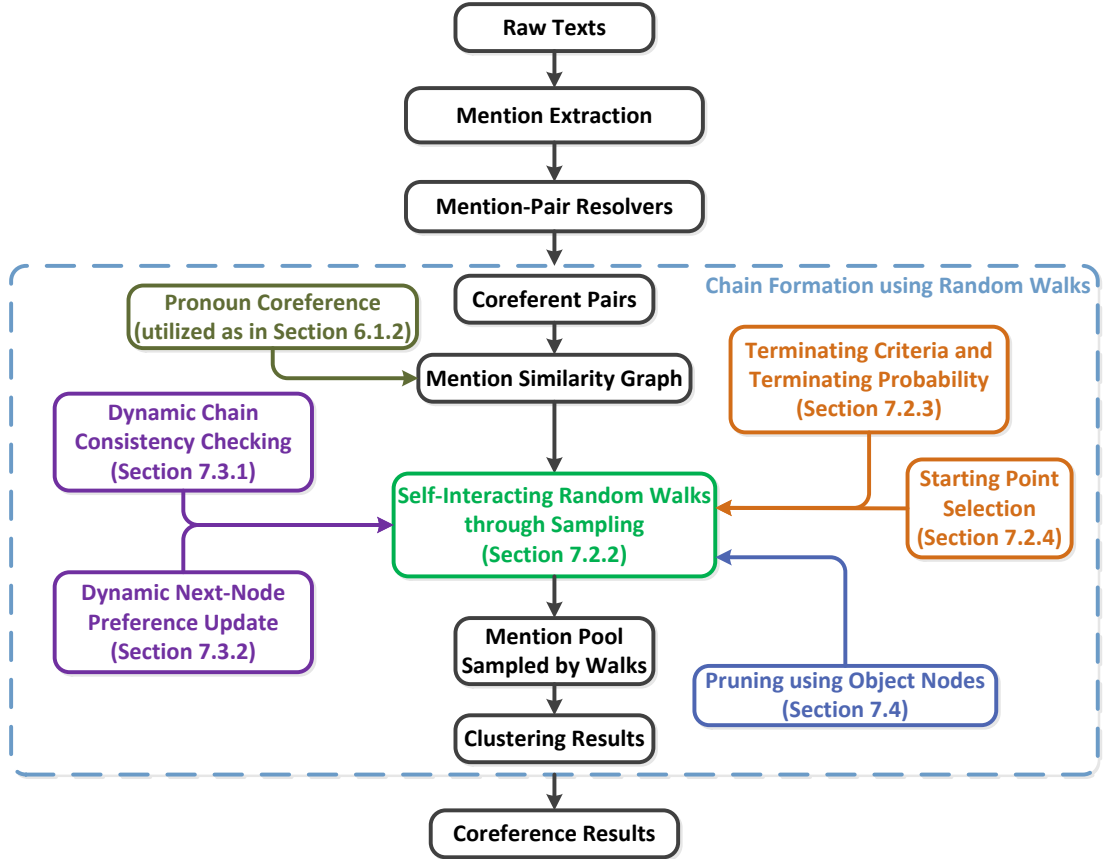 Raw Texts
Mention Extraction
Mention-Pair Resolvers
Chain Formation using Random Walks
Coreferent Pairs
Pronoun Coreference
(utilized as in Section 6.1.2)
Mention Similarity Graph
Terminating Criteria and
Terminating Probability
(Section 7.2.3)
Dynamic Chain
Consistency Checking
(Section 7.3.1)
Self-Interacting Random Walks
through Sampling
(Section 7.2.2)
Starting Point
Selection
(Section 7.2.4)
Dynamic Next-Node
Preference Update
(Section 7.3.2)
Mention Pool
Sampled by Walks
Pruning using Object Nodes
(Section 7.4)
Clustering Results
Coreference Results